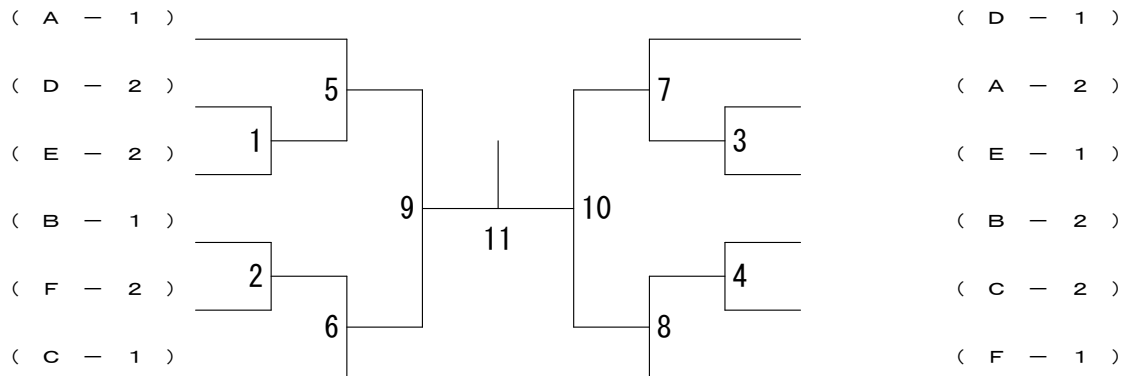 ( A － 1 )
( D － 2 )
( E － 2 )
( B － 1 )
( F － 2 )
( C － 1 )
5
1
9
2
6
11
7
3
10
4
8
( D － 1 )
( A － 2 )
( E － 1 )
( B － 2 )
( C － 2 )
( F － 1 )